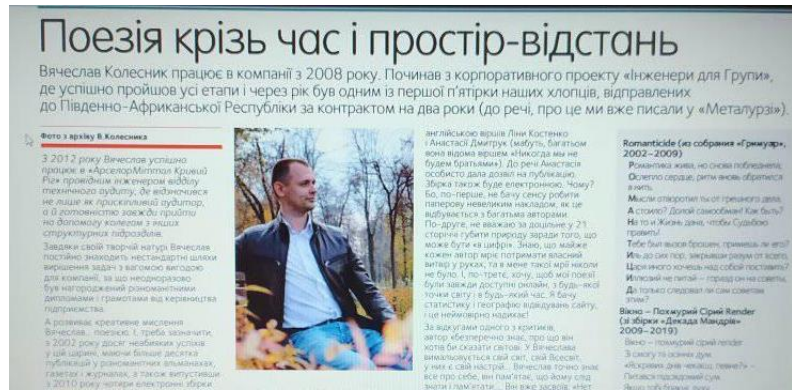 Поезія крізь час і простір-відстань
Вячеслав Колесник працює в компанії з 2008 року. Починав з корпоративного проекту «Інженери для Групи»,
де успішно пройшов усі етапи і через рік був одним із першої п’ятірки наших хлопців, відправлених
до Південно-Африканської Республіки за контрактом на два роки (до речі, про це ми вже писали у «Металурзі»).
Фото з архіву В.Колесника
З 2012 року Вячеслав успішно
працює в «АрселорМіттал Кривий
Ріг» провідним інженером відділу
технічного аудиту, де відзначився
не лише як прискіпливий аудитор,
а й готовністю завжди прийти
на допомогу колегам з інших
структурних підрозділів.
Завдяки своїй творчій натурі Вячеслав
постійно знаходить нестандартні шляхи
вирішення задач з вагомою вигодою
для компанії, за що неодноразово
був нагороджений різноманітними
дипломами і грамотами від керівництва
підприємства.
А розвиває креативне мислення
Вячеслав... поезією. І, треба зазначити,
з 2002 року досяг неабияких успіхів
у цій царині, маючи більше десятка
публікацій у різноманітних альманахах,
газетах і журналах, а також випустивши
з 2010 року чотири електронні збірки
англійською віршів Ліни Костенко
і Анастасії Дмитрук (мабуть, багатьом
вона відома віршем «Никогда мы не
будем братьями»). До речі Анастасія
особисто дала дозвіл на публікацію.
Збірка також буде електронною. Чому?
Бо, по-перше, не бачу сенсу робити
паперову невеликим накладом, як це
відбувається з багатьма авторами.
По-друге, не вважаю за доцільне у 21
сторіччі губити природу заради того, що
може бути «в цифрі». Знаю, що майже
кожен автор мріє потримати власний
витвір у руках, та в мене такої мрії ніколи
не було. І, по-третє, хочу, щоб мої поезії
були завжди доступні онлайн, з будь-якої
точки світу і в будь-який час. Я бачу
статистику і географію відвідувань сайту,
і це неймовірно надихає!
За відгуками одного з критиків,
автор «безперечно знає, про що він
хотів би сказати світові. У Вячеслава
вимальовується свій світ, свій Всесвіт,
у них є свій настрій... Вячеслав точно знає
все про себе, він пам’ятає, що йому слід
знати і пам’ятати... Він вже засвоїв: «Нет
Romanticide (из собрания «Гримуар»,
2002–2009)
Романтика жива, но снова побледнела,
Ослепло сердце, ритм вновь обратился
в нить.
Мысли отворотил ты от грешного дела,
А стоило? Долой самообман! Как быть?
Но то и Жизнь дана, чтобы Судьбою
править!
Тебе был вызов брошен, примешь ли его?
Иль до сих пор, закрывши разум от всего,
Царя иного хочешь над собой поставить?
Иллюзий не питай – горазд он на советы,
Да только следовал ли сам советам
этим?
Вікно – Похмурий Сірий Render
(зі збірки «Декада Мандрів»
2009–2019)
Вікно – похмурий сірий render
Зі смогу та осінніх дум.
«Яскравих днів чекаєш, певне?» –
Питався підсвідомий сум.